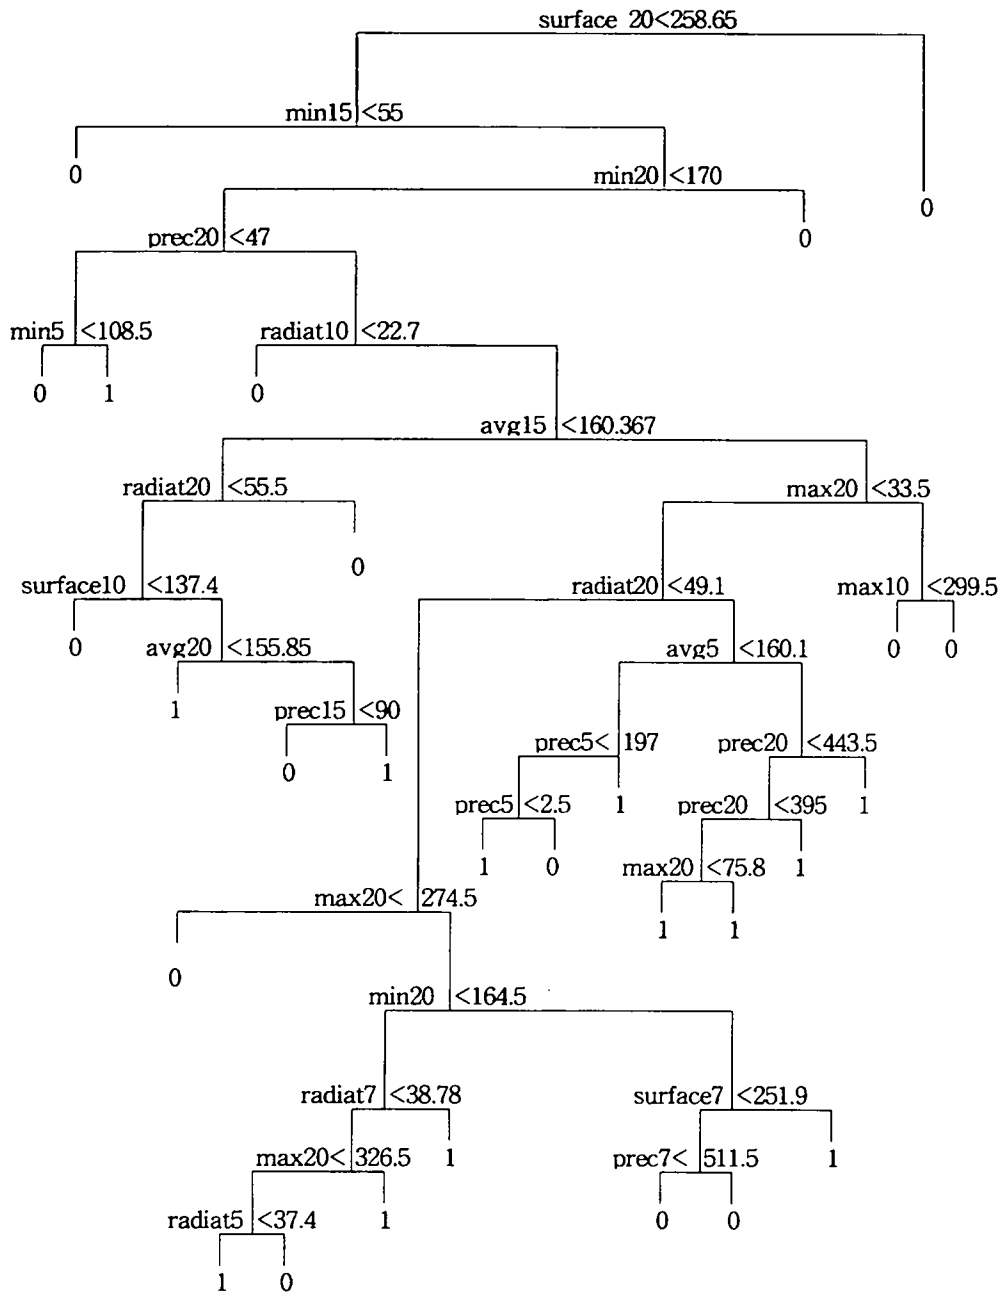 surface 20<258.65
min15 <55
0
min20 <170
0
0
prec20 <47
min5 <108.5
radiat10 <22.7
0 1 0
avg15 <160.367
radiat20 <55.5
max20 <33.5
0
surface10 <137.4
radiat20 <49.1
max10 <299.5
0
avg20 <155.85
avg5 <160.1
0 0
1
prec15 <90
prec5< 197
prec20 <443.5
0 1
prec5 <2.5
1
prec20 <395
1
1 0
max20 <75.8
1
max20< 274.5
1 1
0
min20 <164.5
radiat7 <38.78
surface7 <251.9
max20< 326.5
1
prec7< 511.5
1
radiat5 <37.4
1
0 0
1 0